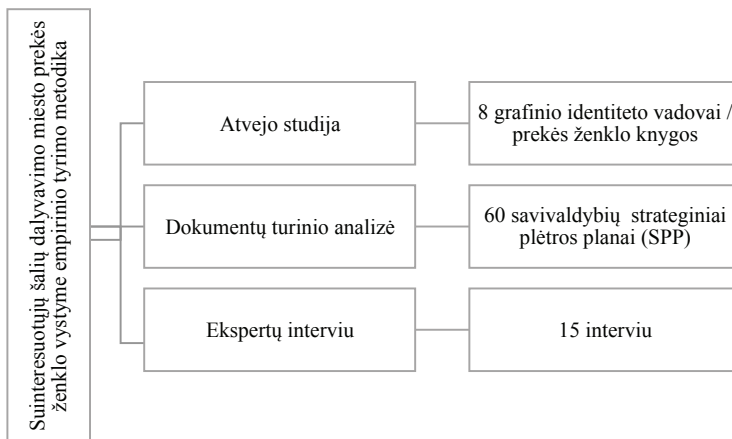 Suinteresuotųjų šalių dalyvavimo miesto prekės
ženklo vystyme empirinio tyrimo metodika
Atvejo studija
8 grafinio identiteto vadovai /
prekės ženklo knygos
Dokumentų turinio analizė
60 savivaldybių strateginiai
plėtros planai (SPP)
Ekspertų interviu
15 interviu